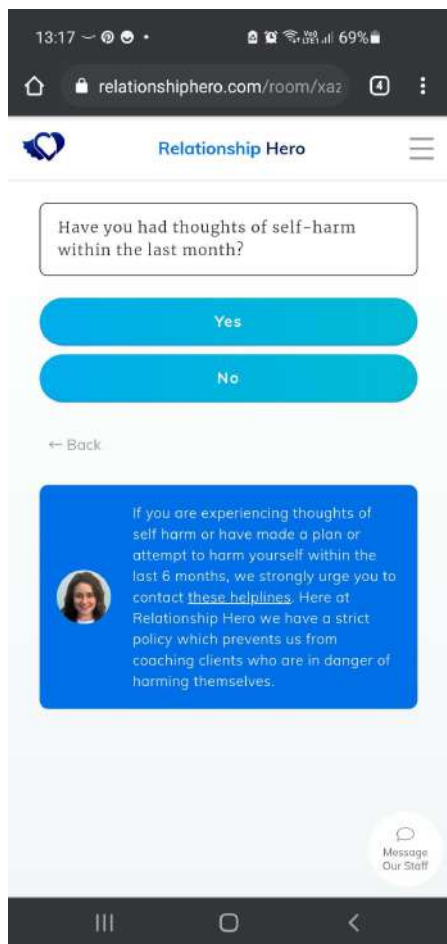 13:17 69%
relationshiphero.com/room/xaz 4
Relationship Hero
Have you had thoughts of self-harm
within the last month?
Yes
No
← Back
If you are experiencing thoughts of
self harm or have made a plan or
attempt to harm yourself within the
last 6 months, we strongly urge you to
contact these helplines. Here at
Relationship Hero we have a strict
policy which prevents us from
coaching clients who are in danger of
harming themselves.
Message
Our Staff